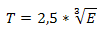 T = 2,5 * ∛E